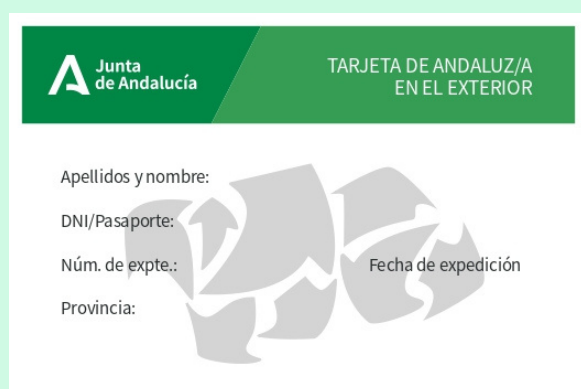 Junta
de Andalucía
TARJETA DE ANDALUZ/A
EN EL EXTERIOR
Apellidos y nombre:
DNI/Pasaporte:
Núm. de expte.:
Fecha de expedición
Provincia: